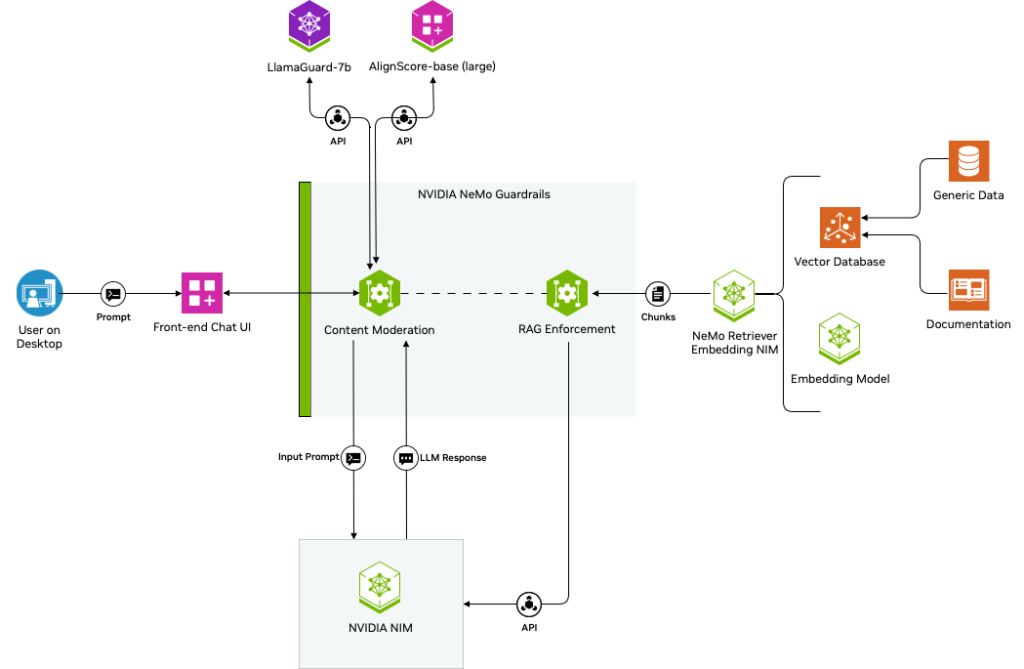 LlamaGuard-7b
AlignScore-base (large)
API
API
NVIDIA NeMo Guardrails
Generic Data
Vector Database
Prompt
Front-end Chat UI
User on
Desktop
Content Moderation
RAG Enforcement
Chunks
NeMo Retriever
Embedding NIM
Documentation
Embedding Model
Input Prompt
LLM Response
NVIDIA NIM
API